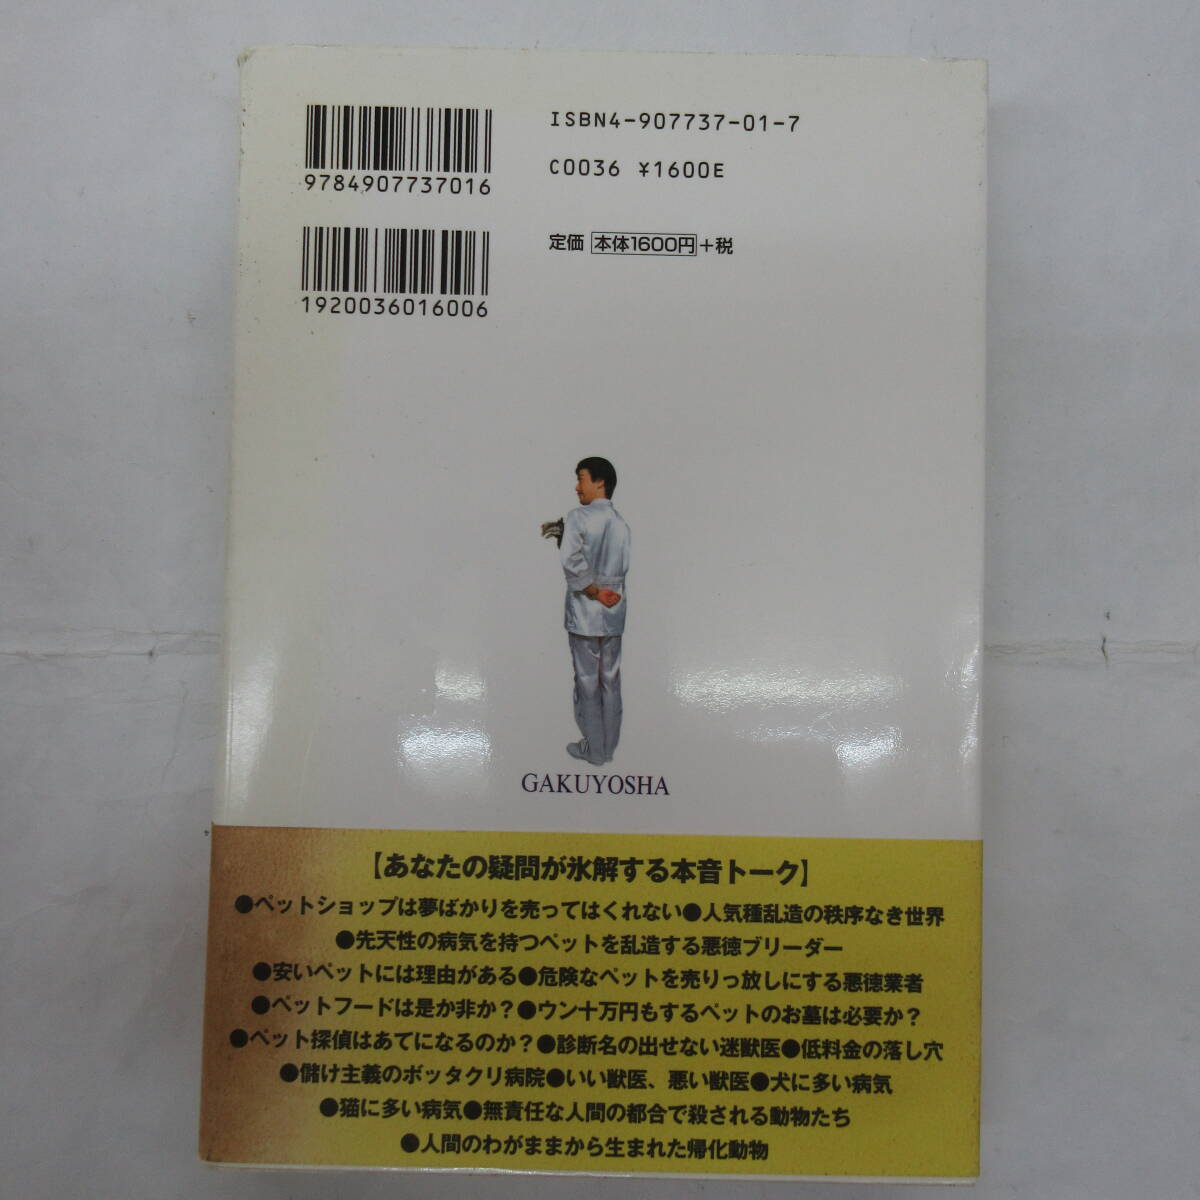 ISBN4-907737-01-7
9784907737016
C0036 ¥1600E
定価 本体1600円+税
1920036016006
GAKUYOSHA
【あなたの疑問が氷解する本音トーク】
●ペットショップは夢ばかりを売ってはくれない●人気種乱造の秩序なき世界
●先天性の病気を持つペットを乱造する悪徳ブリーダー
●安いペットには理由がある●危険なペットを売りっ放しにする悪徳業者
●ペットフードは是か非か？●ウン十万円もするペットのお墓は必要か？
●ペット探偵はあてになるのか？●診断名の出せない迷獣医●低料金の落し穴
●儲け主義のボッタクリ病院●いい獣医、悪い獣医●犬に多い病気
●猫に多い病気●無責任な人間の都合で殺される動物たち
●人間のわがままから生まれた帰化動物